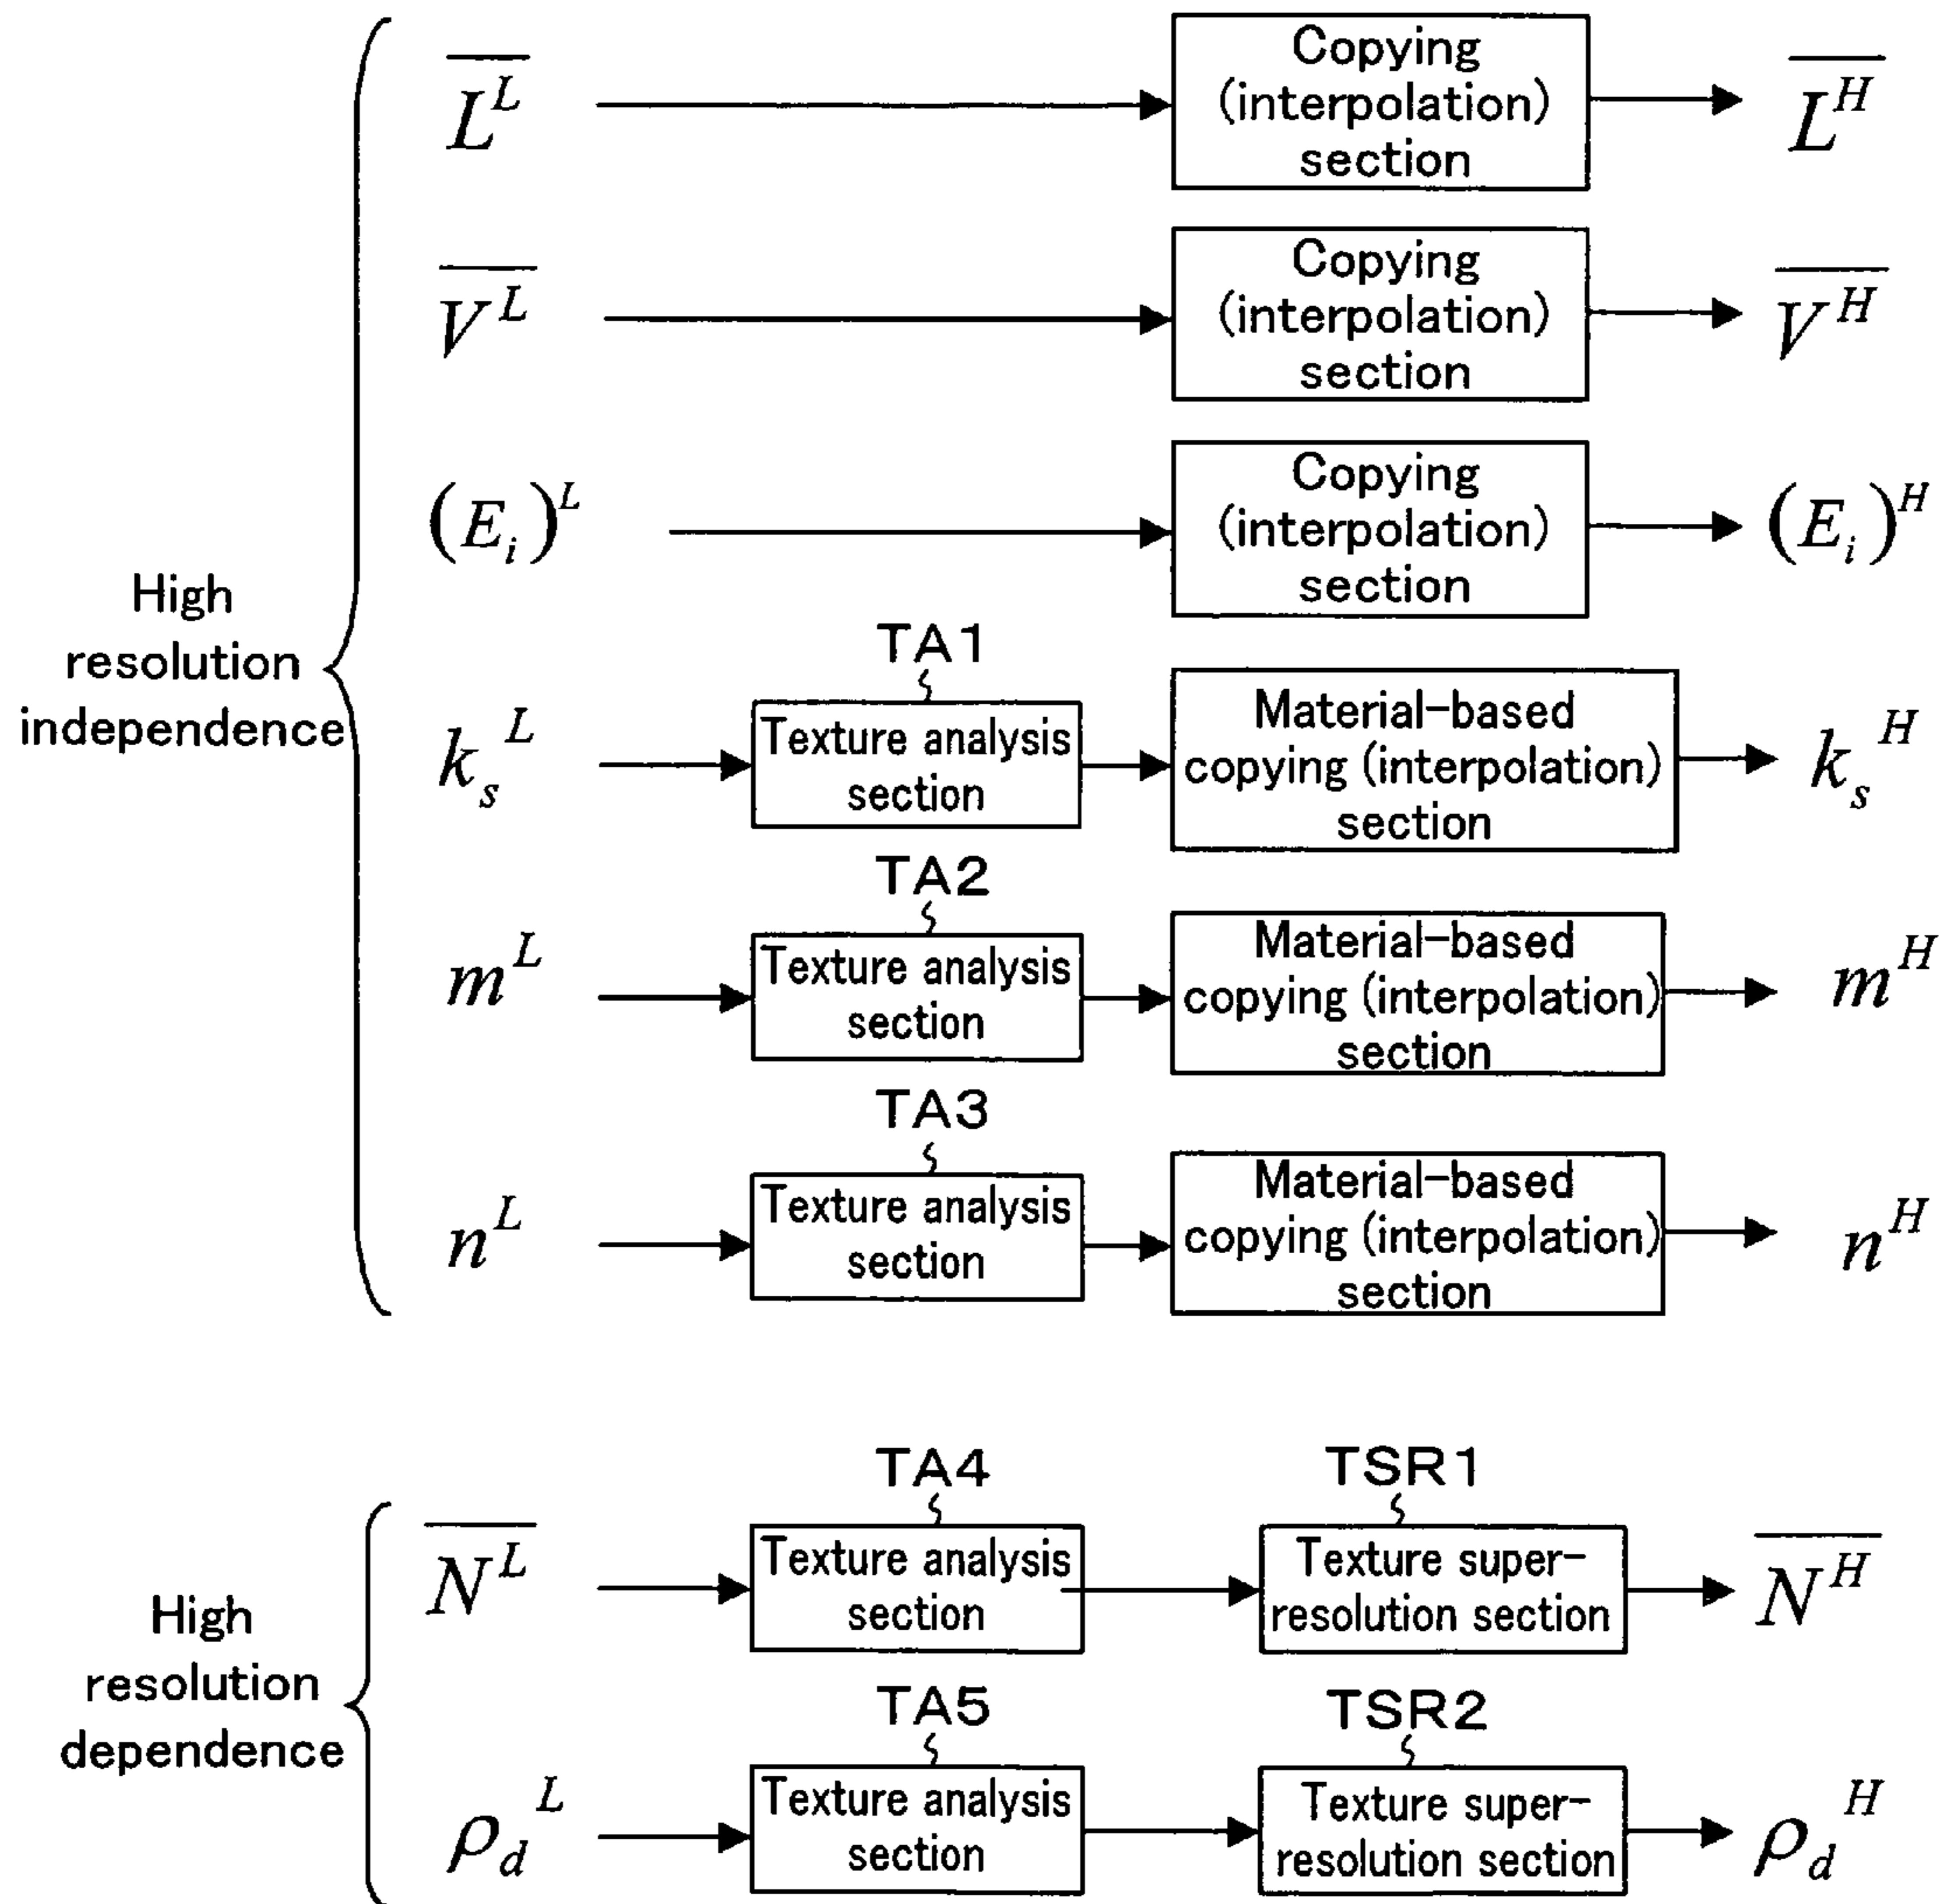 L^L
Copying
(interpolation)
section
L^H
V^L
Copying
(interpolation)
section
V^H
(E_i)^L
Copying
(interpolation)
section
(E_i)^H
High
resolution
independence
TA1
k_s^L
Texture analysis
section
Material-based
copying (interpolation)
section
k_s^H
TA2
m^L
Texture analysis
section
Material-based
copying (interpolation)
section
m^H
TA3
n^L
Texture analysis
section
Material-based
copying (interpolation)
section
n^H
High
resolution
dependence
TA4
TSR1
N^L
Texture analysis
section
Texture super-
resolution section
N^H
TA5
TSR2
ρ_d^L
Texture analysis
section
Texture super-
resolution section
ρ_d^H